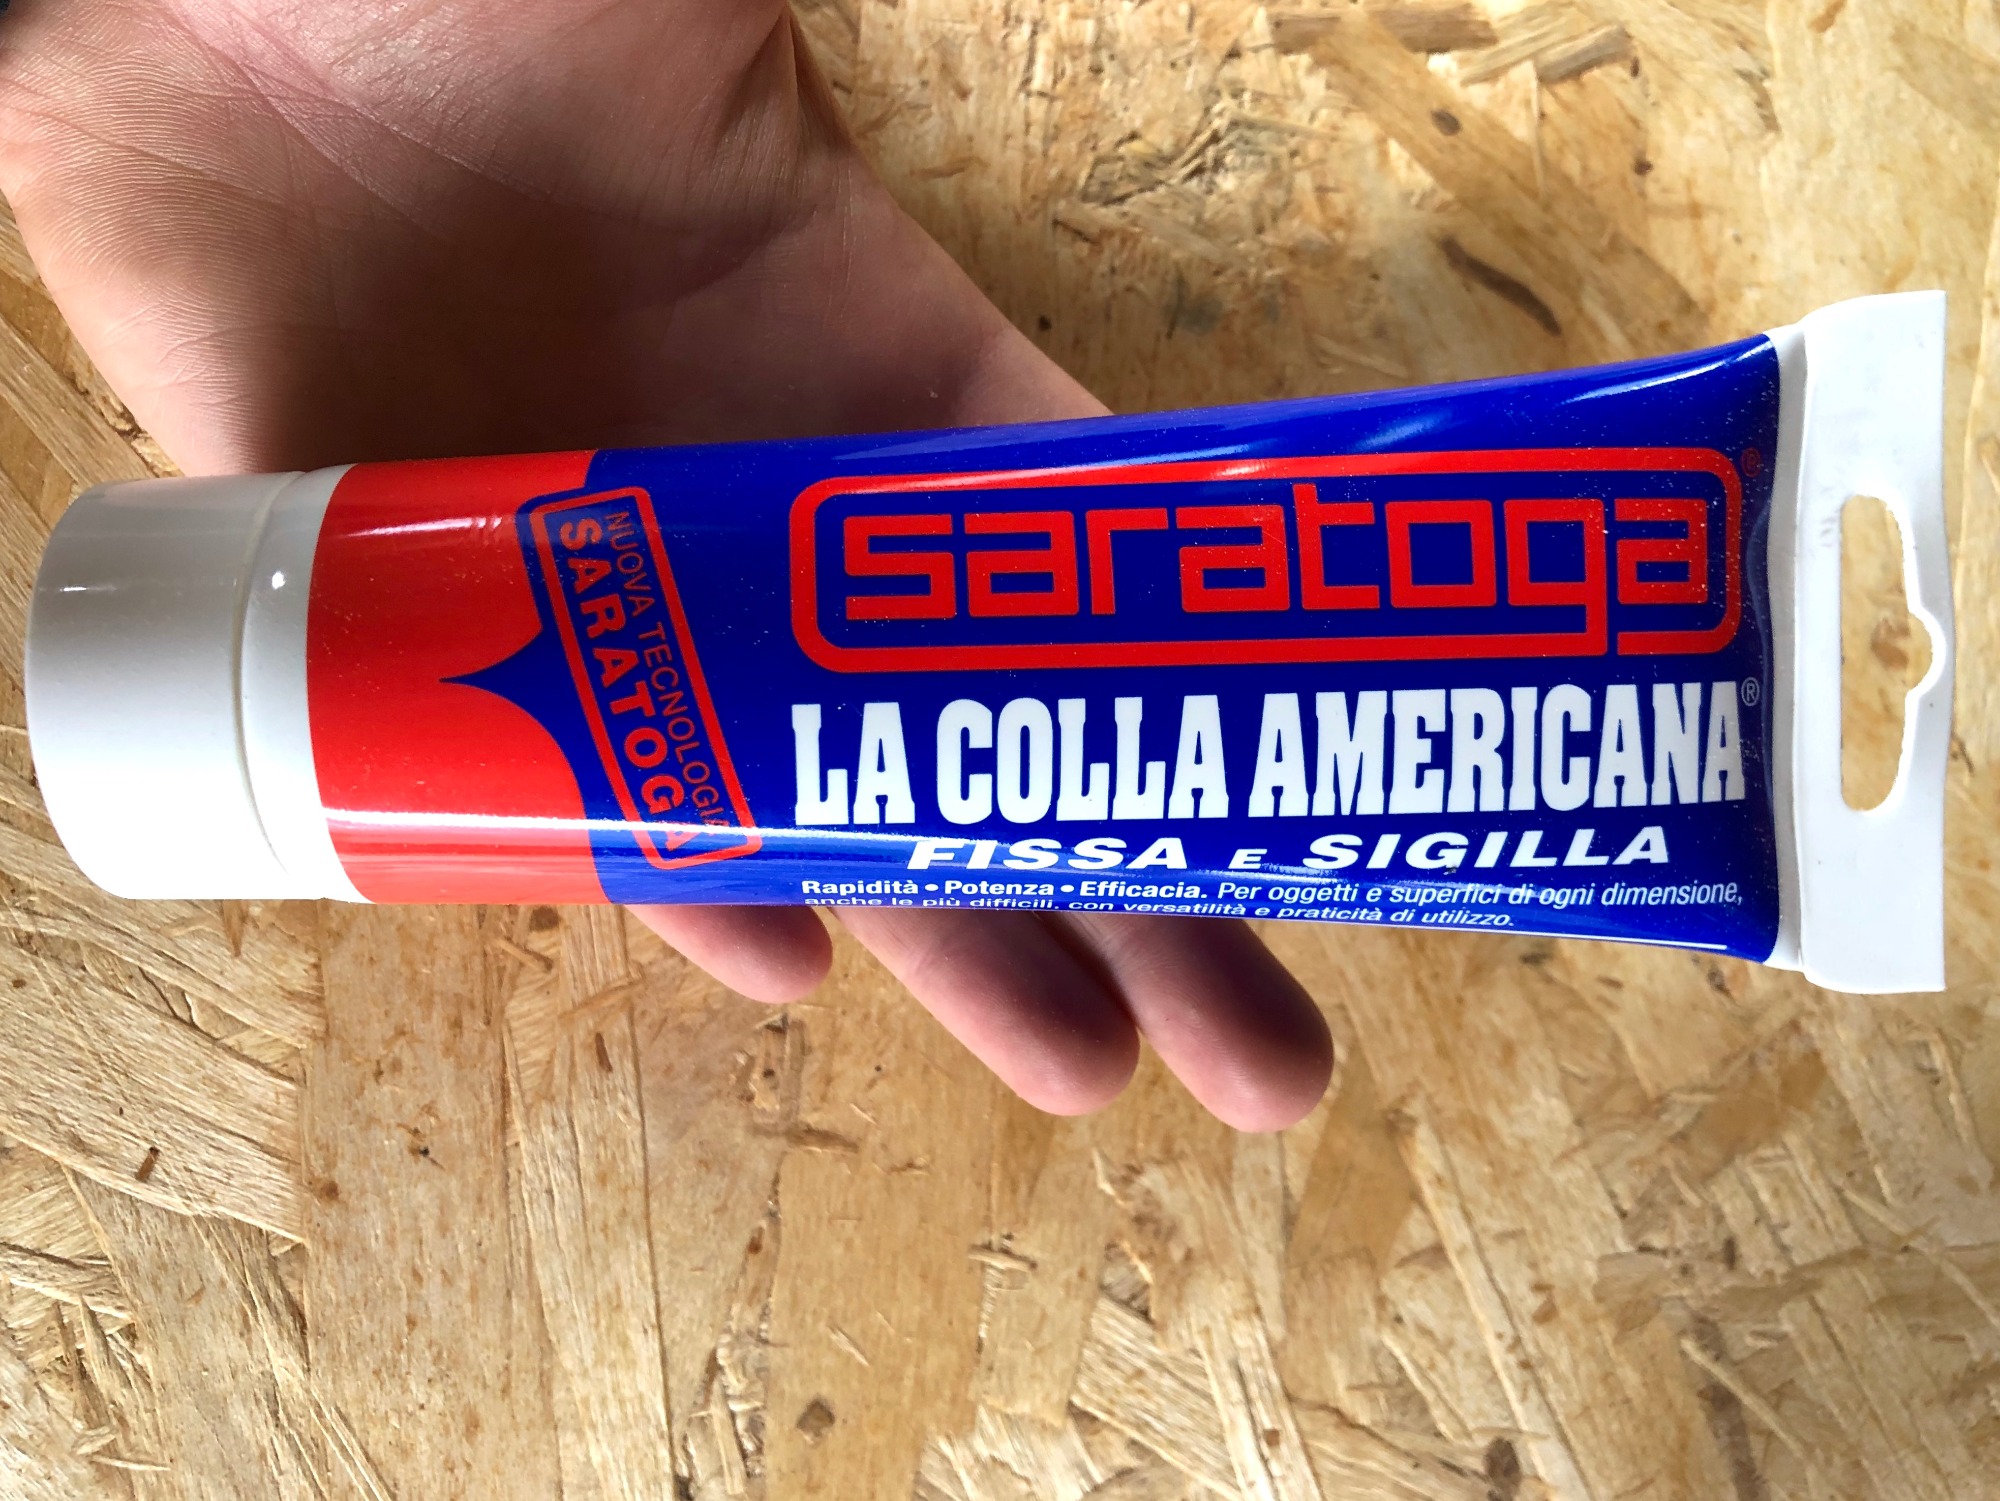 NUOVA TECNOLOGIA
SARATOGA
saratoga®
LA COLLA AMERICANA®
FISSA E SIGILLA
Rapidità • Potenza • Efficacia. Per oggetti e superfici di ogni dimensione,
anche le più difficili, con versatilità e praticità di utilizzo.